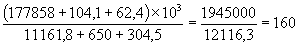 (177858 + 104,1 + 62,4)×10³ / 11161,8 + 650 + 304,5 = 1945000 / 12116,3 = 160